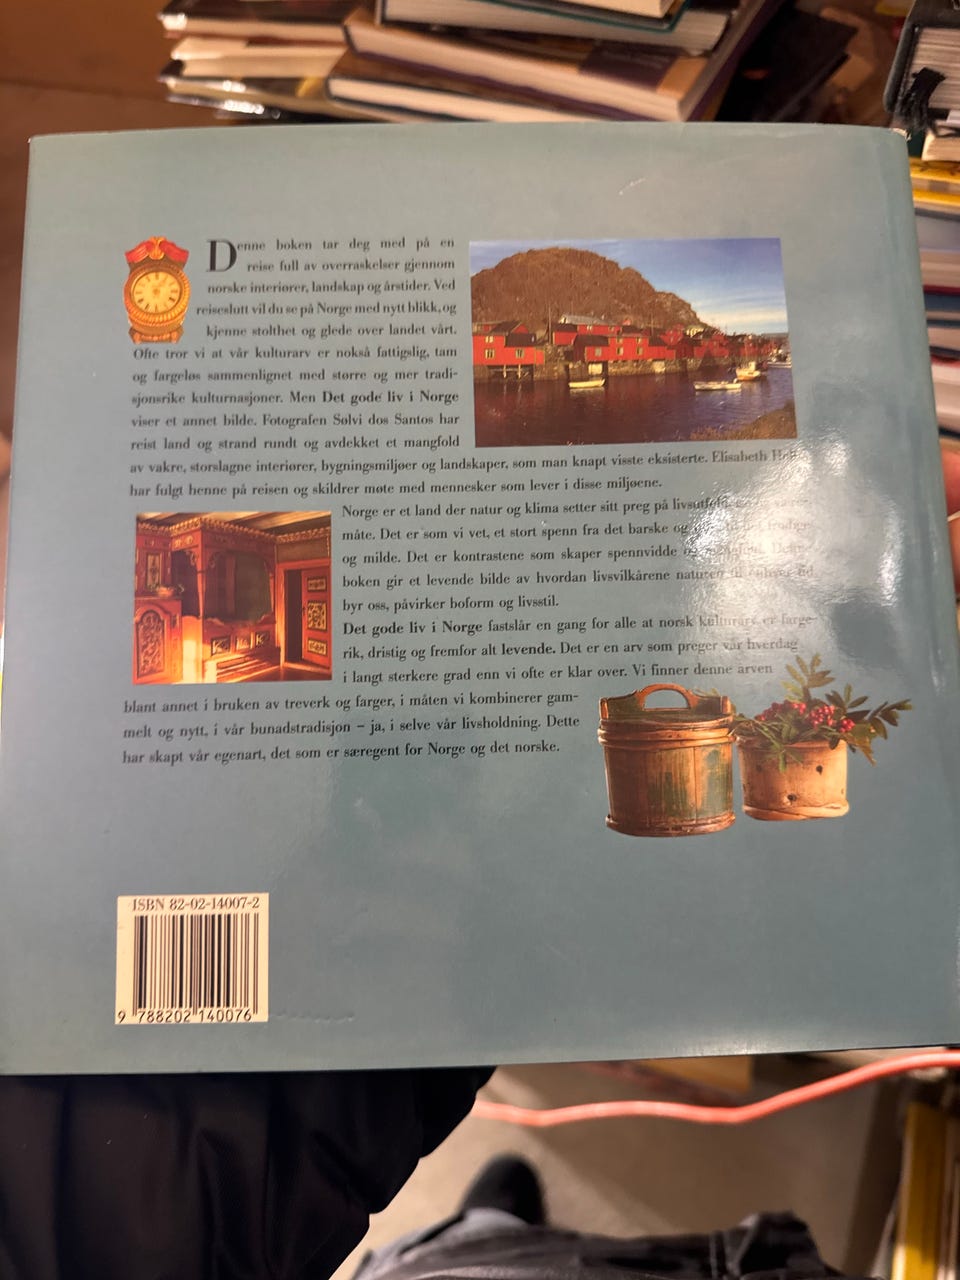 Denne boken tar deg med på en
reise full av overraskelser gjennom
norske interiører, landskap og årstider. Ved
reiseslutt vil du se på Norge med nytt blikk, og
kjenne stolthet og glede over landet vårt.
Ofte tror vi at vår kulturarv er nokså fattigslig, tam
og fargeløs sammenlignet med større og mer tradi-
sjonsrike kulturnasjoner. Men Det gode liv i Norge
viser et annet bilde. Fotografen Sølvi dos Santos har
reist land og strand rundt og avdekket et mangfold
av vakre, storslagne interiører, bygningsmiljøer og landskaper, som man knapt visste eksisterte. Elisabeth
har fulgt henne på reisen og skildrer møte med mennesker som lever i disse miljøene.
Norge er et land der natur og klima setter sitt preg på
måte. Det er som vi vet, et stort spenn fra det barske og frodige
og milde. Det er kontrastene som skaper spennvidde og mangfold. Denne
boken gir et levende bilde av hvordan livsvilkårene naturen til enhver tid
byr oss, påvirker boform og livsstil.
Det gode liv i Norge fastslår en gang for alle at norsk kulturarv er farge-
rik, dristig og fremfor alt levende. Det er en arv som preger vår hverdag
i langt sterkere grad enn vi ofte er klar over. Vi finner denne arven
blant annet i bruken av treverk og farger, i måten vi kombinerer gam-
melt og nytt, i vår bunadstradisjon – ja, i selve vår livsholdning. Dette
har skapt vår egenart, det som er særegent for Norge og det norske.
ISBN 82-02-14007-2
9 788202 140076